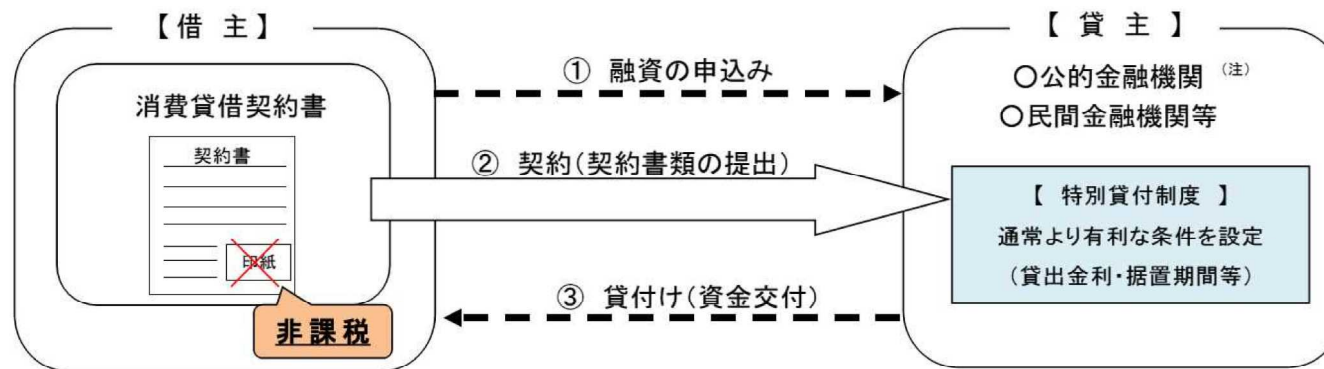 【借 主】
消費貸借契約書
契約書
印紙
非課税
① 融資の申込み
② 契約(契約書類の提出)
③ 貸付け(資金交付)
【 貸 主 】
〇公的金融機関 (注)
〇民間金融機関等
【 特別貸付制度 】
通常より有利な条件を設定
(貸出金利・据置期間等)